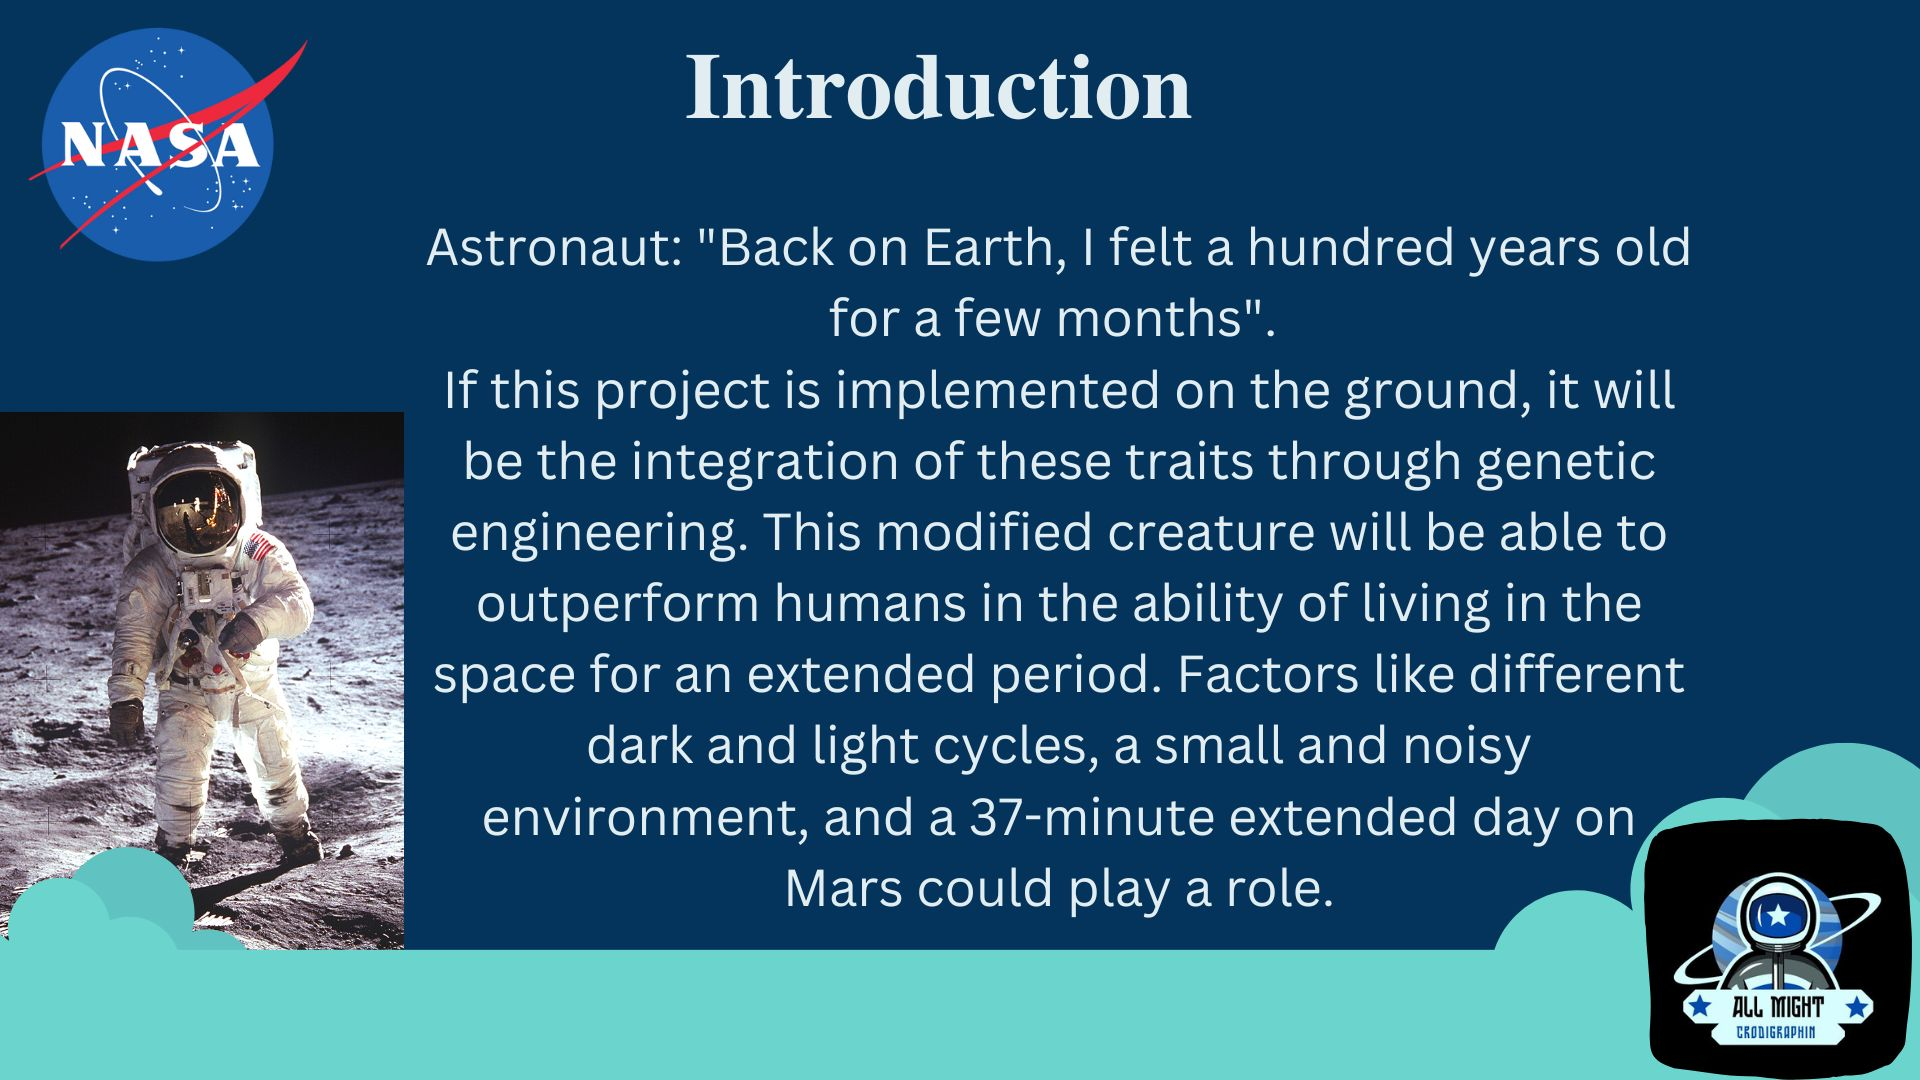 NASA
Introduction
Astronaut: "Back on Earth, I felt a hundred years old
for a few months".
If this project is implemented on the ground, it will
be the integration of these traits through genetic
engineering. This modified creature will be able to
outperform humans in the ability of living in the
space for an extended period. Factors like different
dark and light cycles, a small and noisy
environment, and a 37-minute extended day on
Mars could play a role.
ALL MIGHT
CRODIGRAPHIN